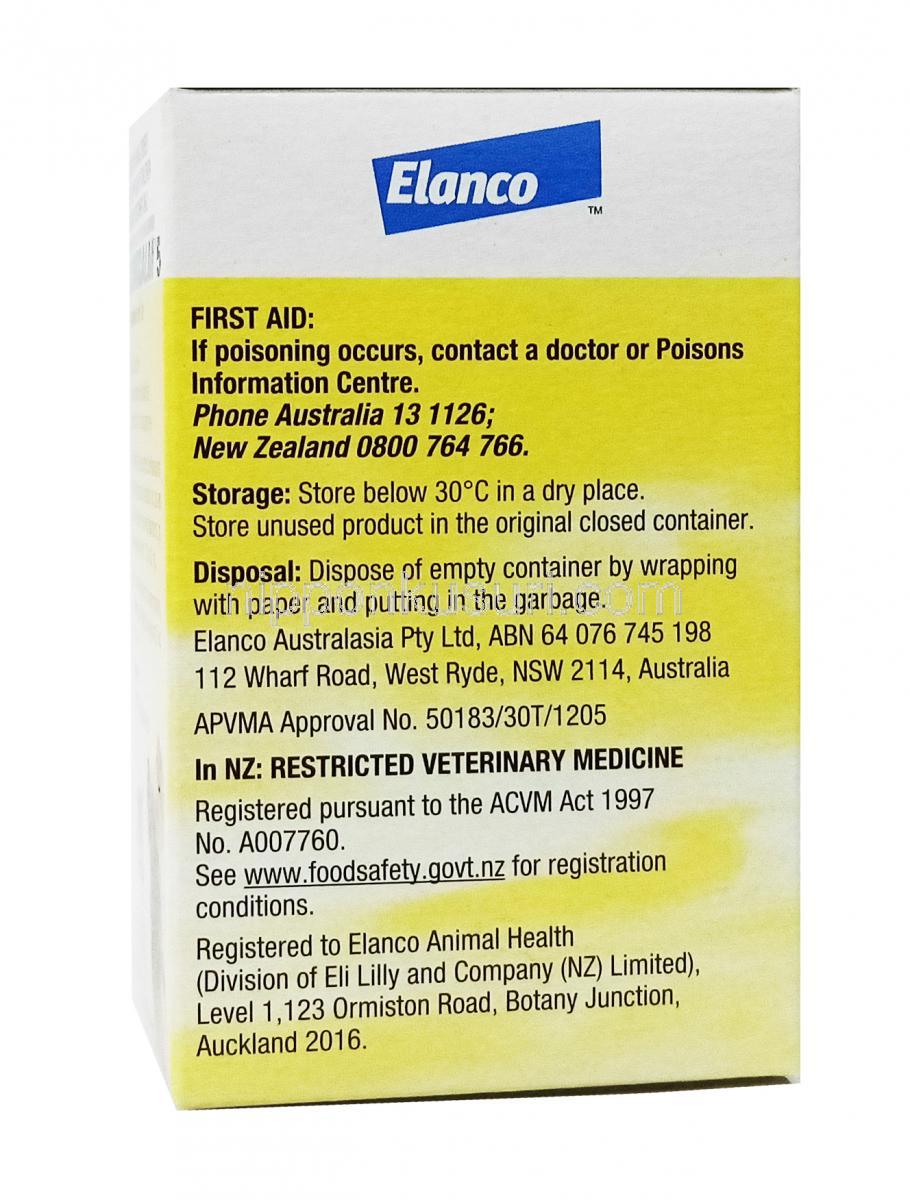 Elanco
TM
FIRST AID:
If poisoning occurs, contact a doctor or Poisons
Information Centre.
Phone Australia 13 1126;
New Zealand 0800 764 766.
Storage: Store below 30°C in a dry place.
Store unused product in the original closed container.
Disposal: Dispose of empty container by wrapping
with paper and putting in the garbage.
nipponkusuri.com
Elanco Australasia Pty Ltd, ABN 64 076 745 198
112 Wharf Road, West Ryde, NSW 2114, Australia
APVMA Approval No. 50183/30T/1205
In NZ: RESTRICTED VETERINARY MEDICINE
Registered pursuant to the ACVM Act 1997
No. A007760.
See www.foodsafety.govt.nz for registration
conditions.
Registered to Elanco Animal Health
(Division of Eli Lilly and Company (NZ) Limited),
Level 1,123 Ormiston Road, Botany Junction,
Auckland 2016.